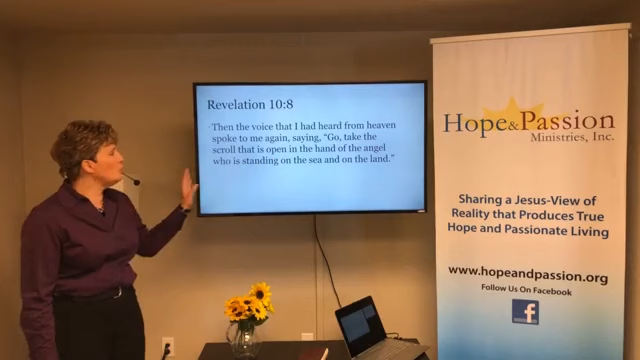 Revelation 10:8
Then the voice that I had heard from heaven
spoke to me again, saying, “Go, take the
scroll that is open in the hand of the angel
who is standing on the sea and on the land.”
Hope&Passion
Ministries, Inc.
Sharing a Jesus-View of
Reality that Produces True
Hope and Passionate Living
www.hopeandpassion.org
Follow Us On Facebook
f